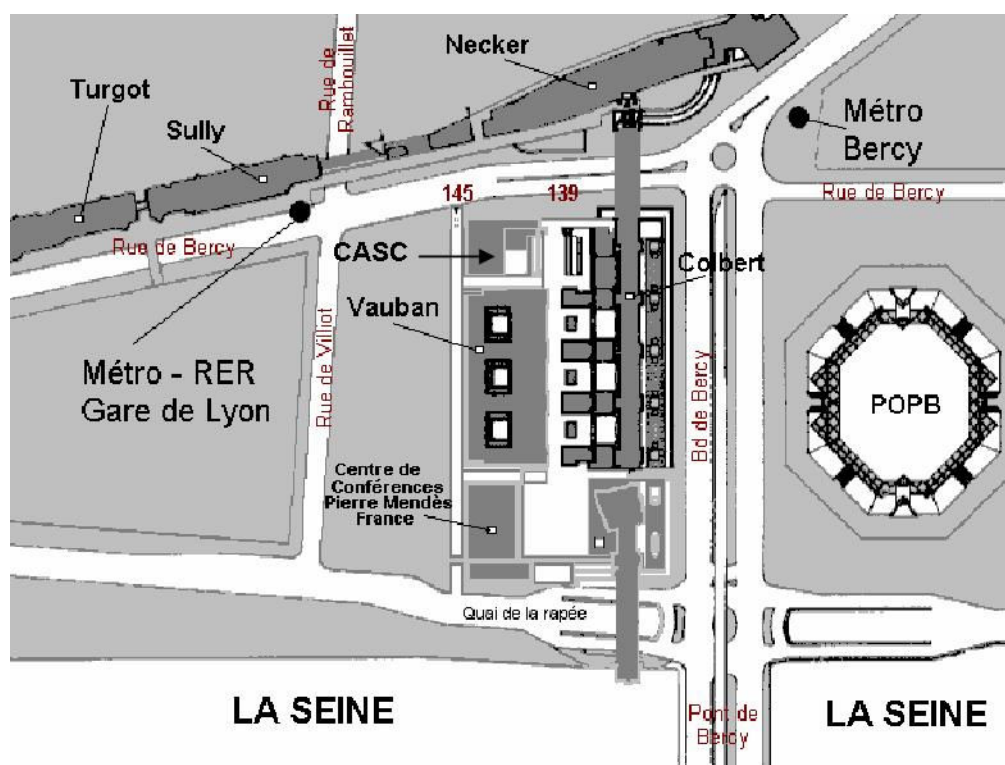 Necker
Turgot
Rue de
Rambouillet
Métro
Bercy
Sully
145
139
Rue de Bercy
Rue de Bercy
CASC
Colbert
Vauban
Métro - RER
Gare de Lyon
Rue de Villiot
Bd de Bercy
POPB
Centre de
Conférences
Pierre Mendès
France
Quai de la rapée
LA SEINE
Pont de
Bercy
LA SEINE